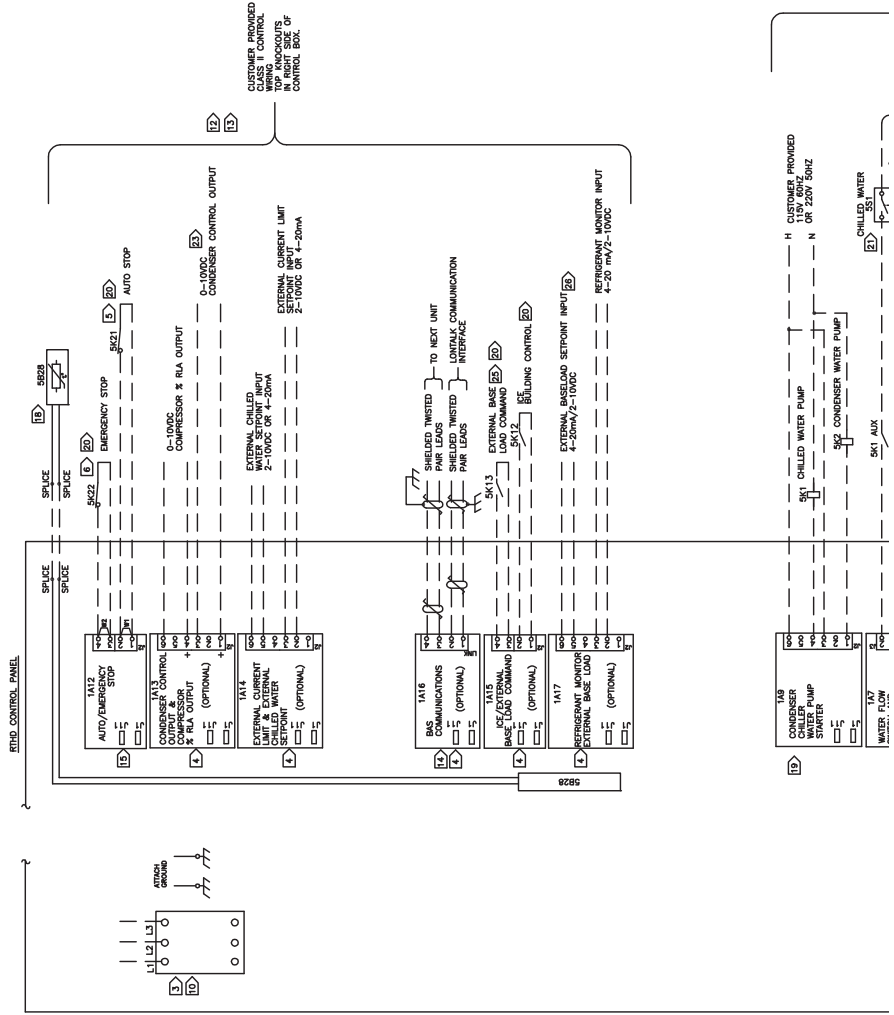 RTHD CONTROL PANEL
L1
L2
L3
ATTACH
GROUND
3
10
SPLICE
SPLICE
SPLICE
SPLICE
18
5B28
1A12
AUTO/EMERGENCY
STOP
15
5K22
6
20
EMERGENCY STOP
5K21
5
20
AUTO STOP
1A13
CONDENSER CONTROL
OUTPUT &
COMPRESSOR
% RLA OUTPUT
(OPTIONAL)
4
0-10VDC
COMPRESSOR % RLA OUTPUT
23
0-10VDC
CONDENSER CONTROL OUTPUT
1A14
EXTERNAL CURRENT
LIMIT & EXTERNAL
CHILLED WATER
SETPOINT
(OPTIONAL)
4
EXTERNAL CHILLED
WATER SETPOINT INPUT
2-10VDC OR 4-20mA
EXTERNAL CURRENT LIMIT
SETPOINT INPUT
2-10VDC OR 4-20mA
12
13
CUSTOMER PROVIDED
CLASS II CONTROL
WIRING
TOP KNOCKOUTS
IN RIGHT SIDE OF
CONTROL BOX.
1A16
BAS
COMMUNICATIONS
(OPTIONAL)
LINK
14
4
SHIELDED TWISTED
PAIR LEADS
TO NEXT UNIT
SHIELDED TWISTED
PAIR LEADS
LONTALK COMMUNICATION
INTERFACE
1A15
ICE/EXTERNAL
BASE LOAD COMMAND
(OPTIONAL)
4
5K13
EXTERNAL BASE
LOAD COMMAND
25
20
5K12
ICE
BUILDING CONTROL
20
1A17
REFRIGERANT MONITOR
EXTERNAL BASE LOAD
(OPTIONAL)
4
EXTERNAL BASELOAD SETPOINT INPUT
26
4-20mA/2-10VDC
REFRIGERANT MONITOR INPUT
4-20 mA/2-10VDC
5B28
1A9
CONDENSER
CHILLER
WATER PUMP
STARTER
19
H
CUSTOMER PROVIDED
115V 60HZ
OR 220V 50HZ
N
5K1
CHILLED WATER PUMP
5K2 CONDENSER WATER PUMP
1A7
WATER FLOW
5K1 AUX
21
CHILLED WATER
5S1